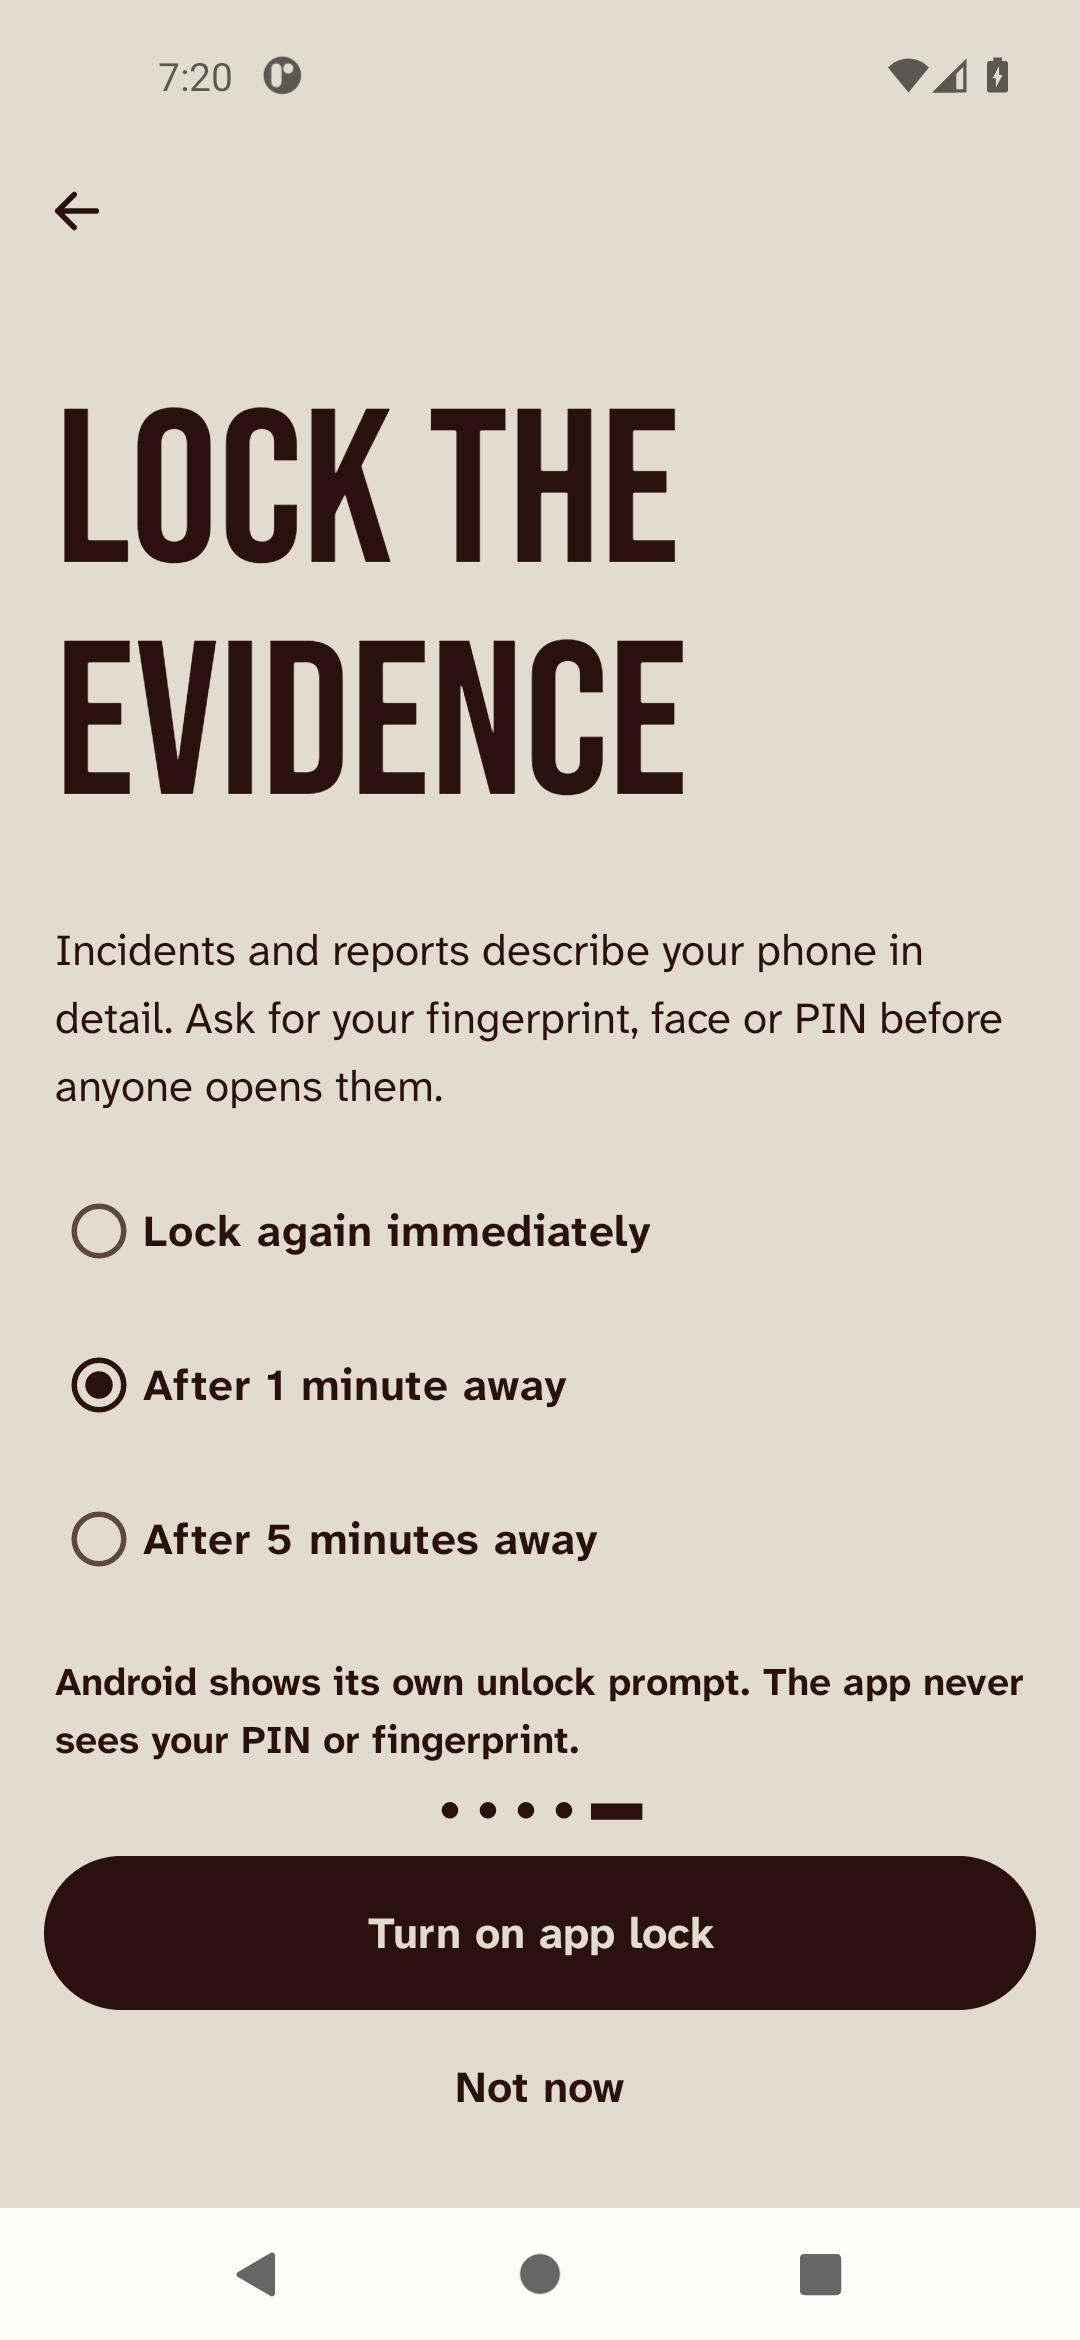 7:20
LOCK THE
EVIDENCE
Incidents and reports describe your phone in
detail. Ask for your fingerprint, face or PIN before
anyone opens them.
Lock again immediately
After 1 minute away
After 5 minutes away
Android shows its own unlock prompt. The app never
sees your PIN or fingerprint.
Turn on app lock
Not now